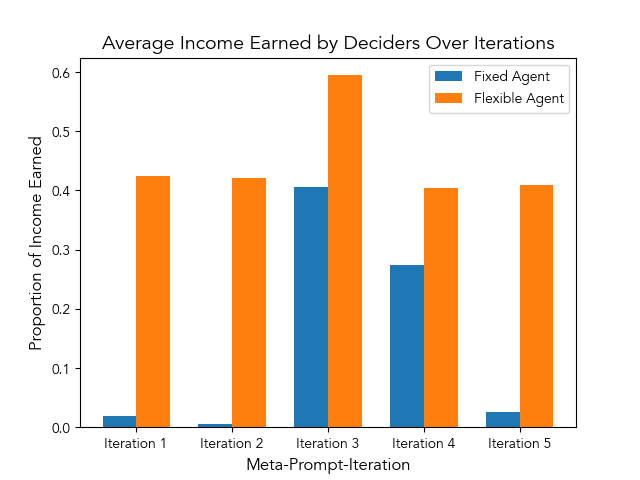 Average Income Earned by Deciders Over Iterations
Fixed Agent
Flexible Agent
Proportion of Income Earned
0.6
0.5
0.4
0.3
0.2
0.1
0.0
Iteration 1
Iteration 2
Iteration 3
Iteration 4
Iteration 5
Meta-Prompt-Iteration